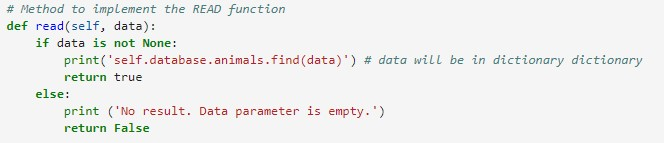 # Method to implement the READ function
def read(self, data):
    if data is not None:
        print('self.database.animals.find(data)') # data will be in dictionary dictionary
        return true
    else:
        print ('No result. Data parameter is empty.')
        return False